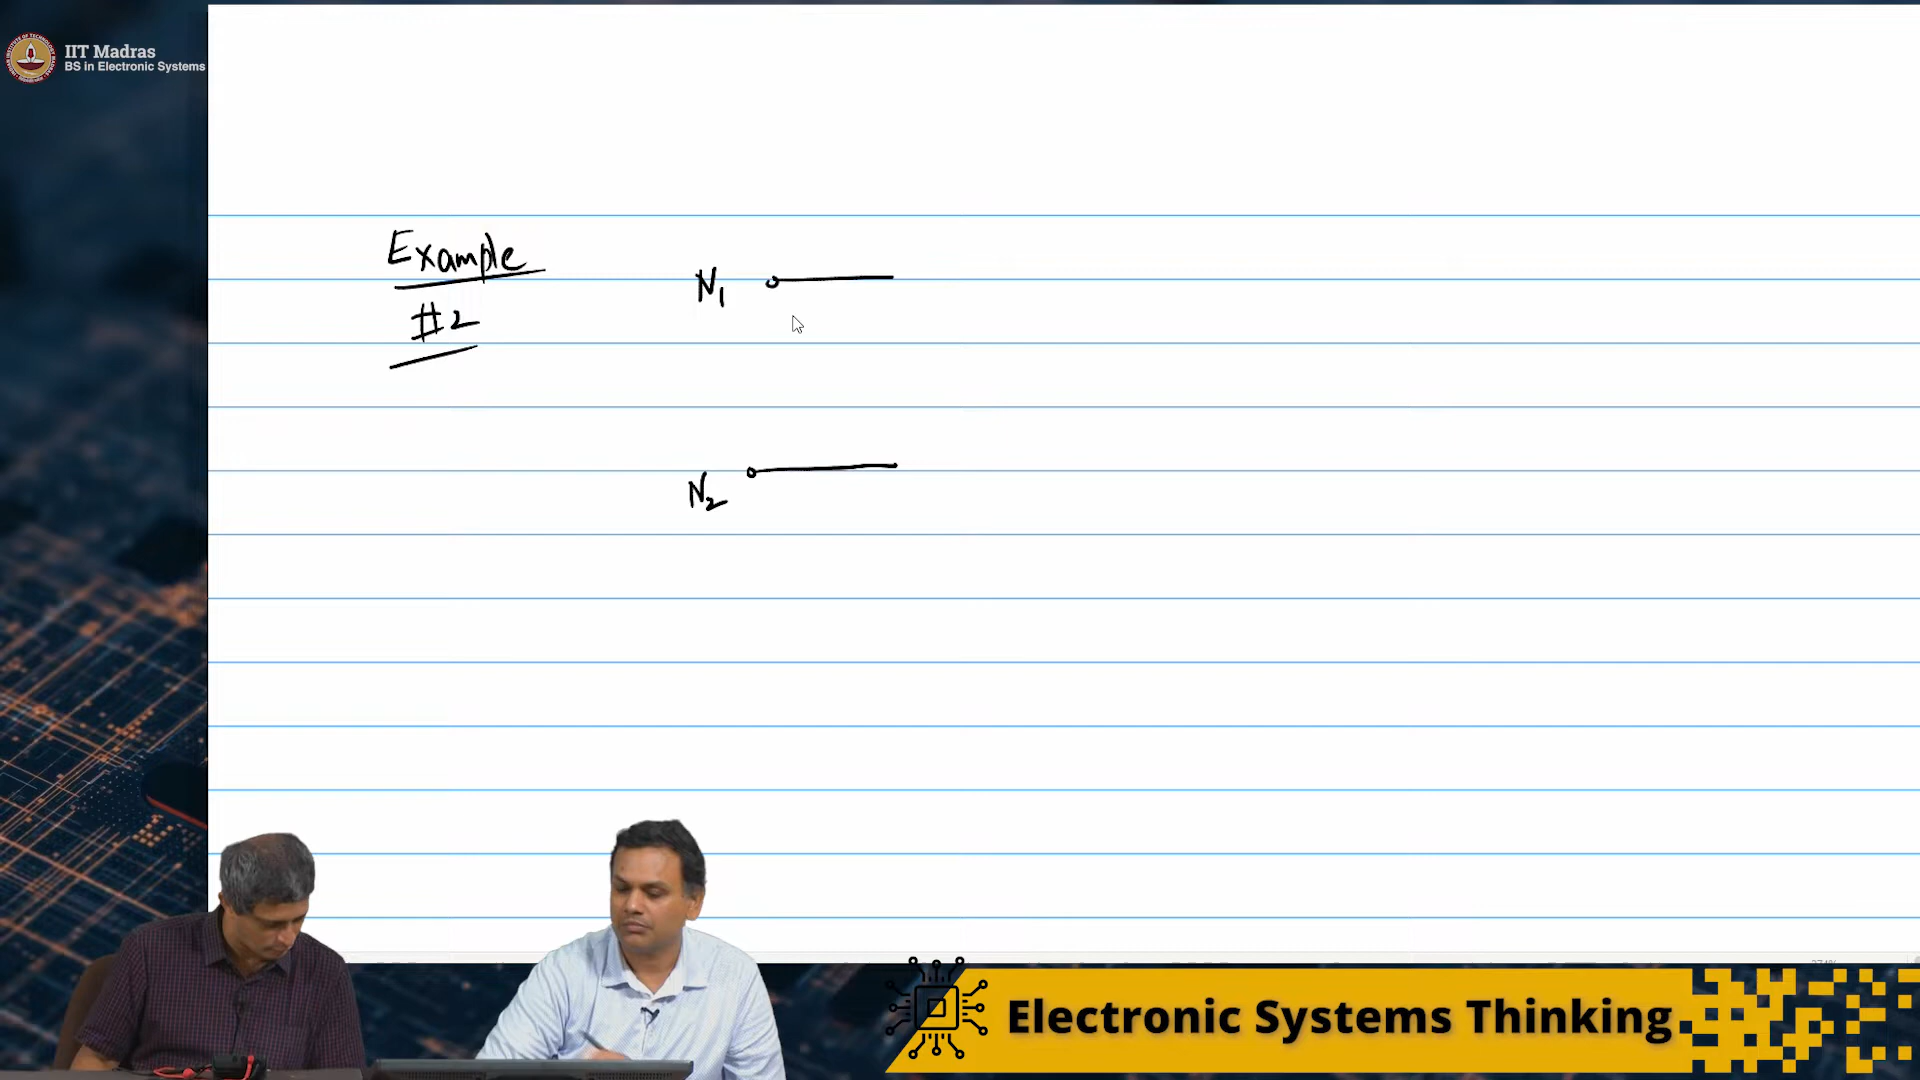 IIT Madras
BS in Electronic Systems
Example
#2
N1
N2
Electronic Systems Thinking